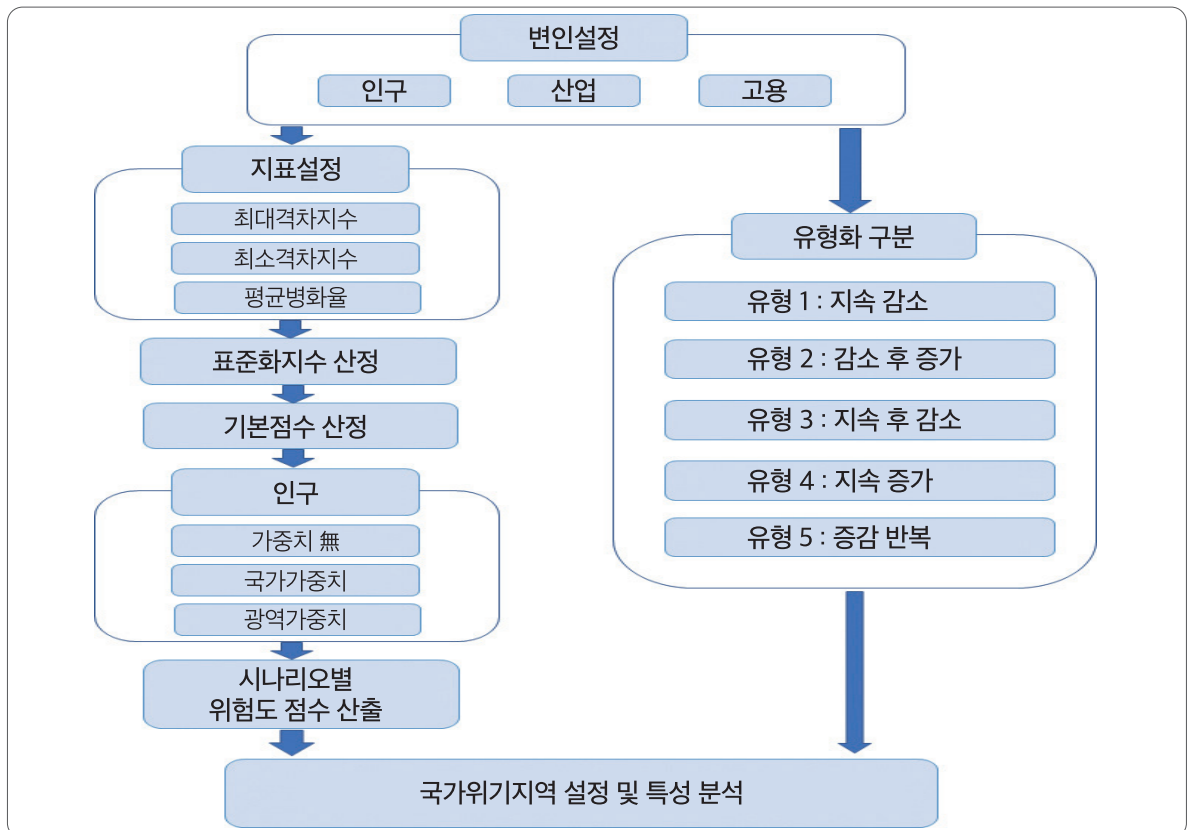 변인설정
인구
산업
고용
지표설정
최대격차지수
최소격차지수
평균병화율
표준화지수 산정
기본점수 산정
인구
가중치 無
국가가중치
광역가중치
시나리오별
위험도 점수 산출
유형화 구분
유형 1 : 지속 감소
유형 2 : 감소 후 증가
유형 3 : 지속 후 감소
유형 4 : 지속 증가
유형 5 : 증감 반복
국가위기지역 설정 및 특성 분석